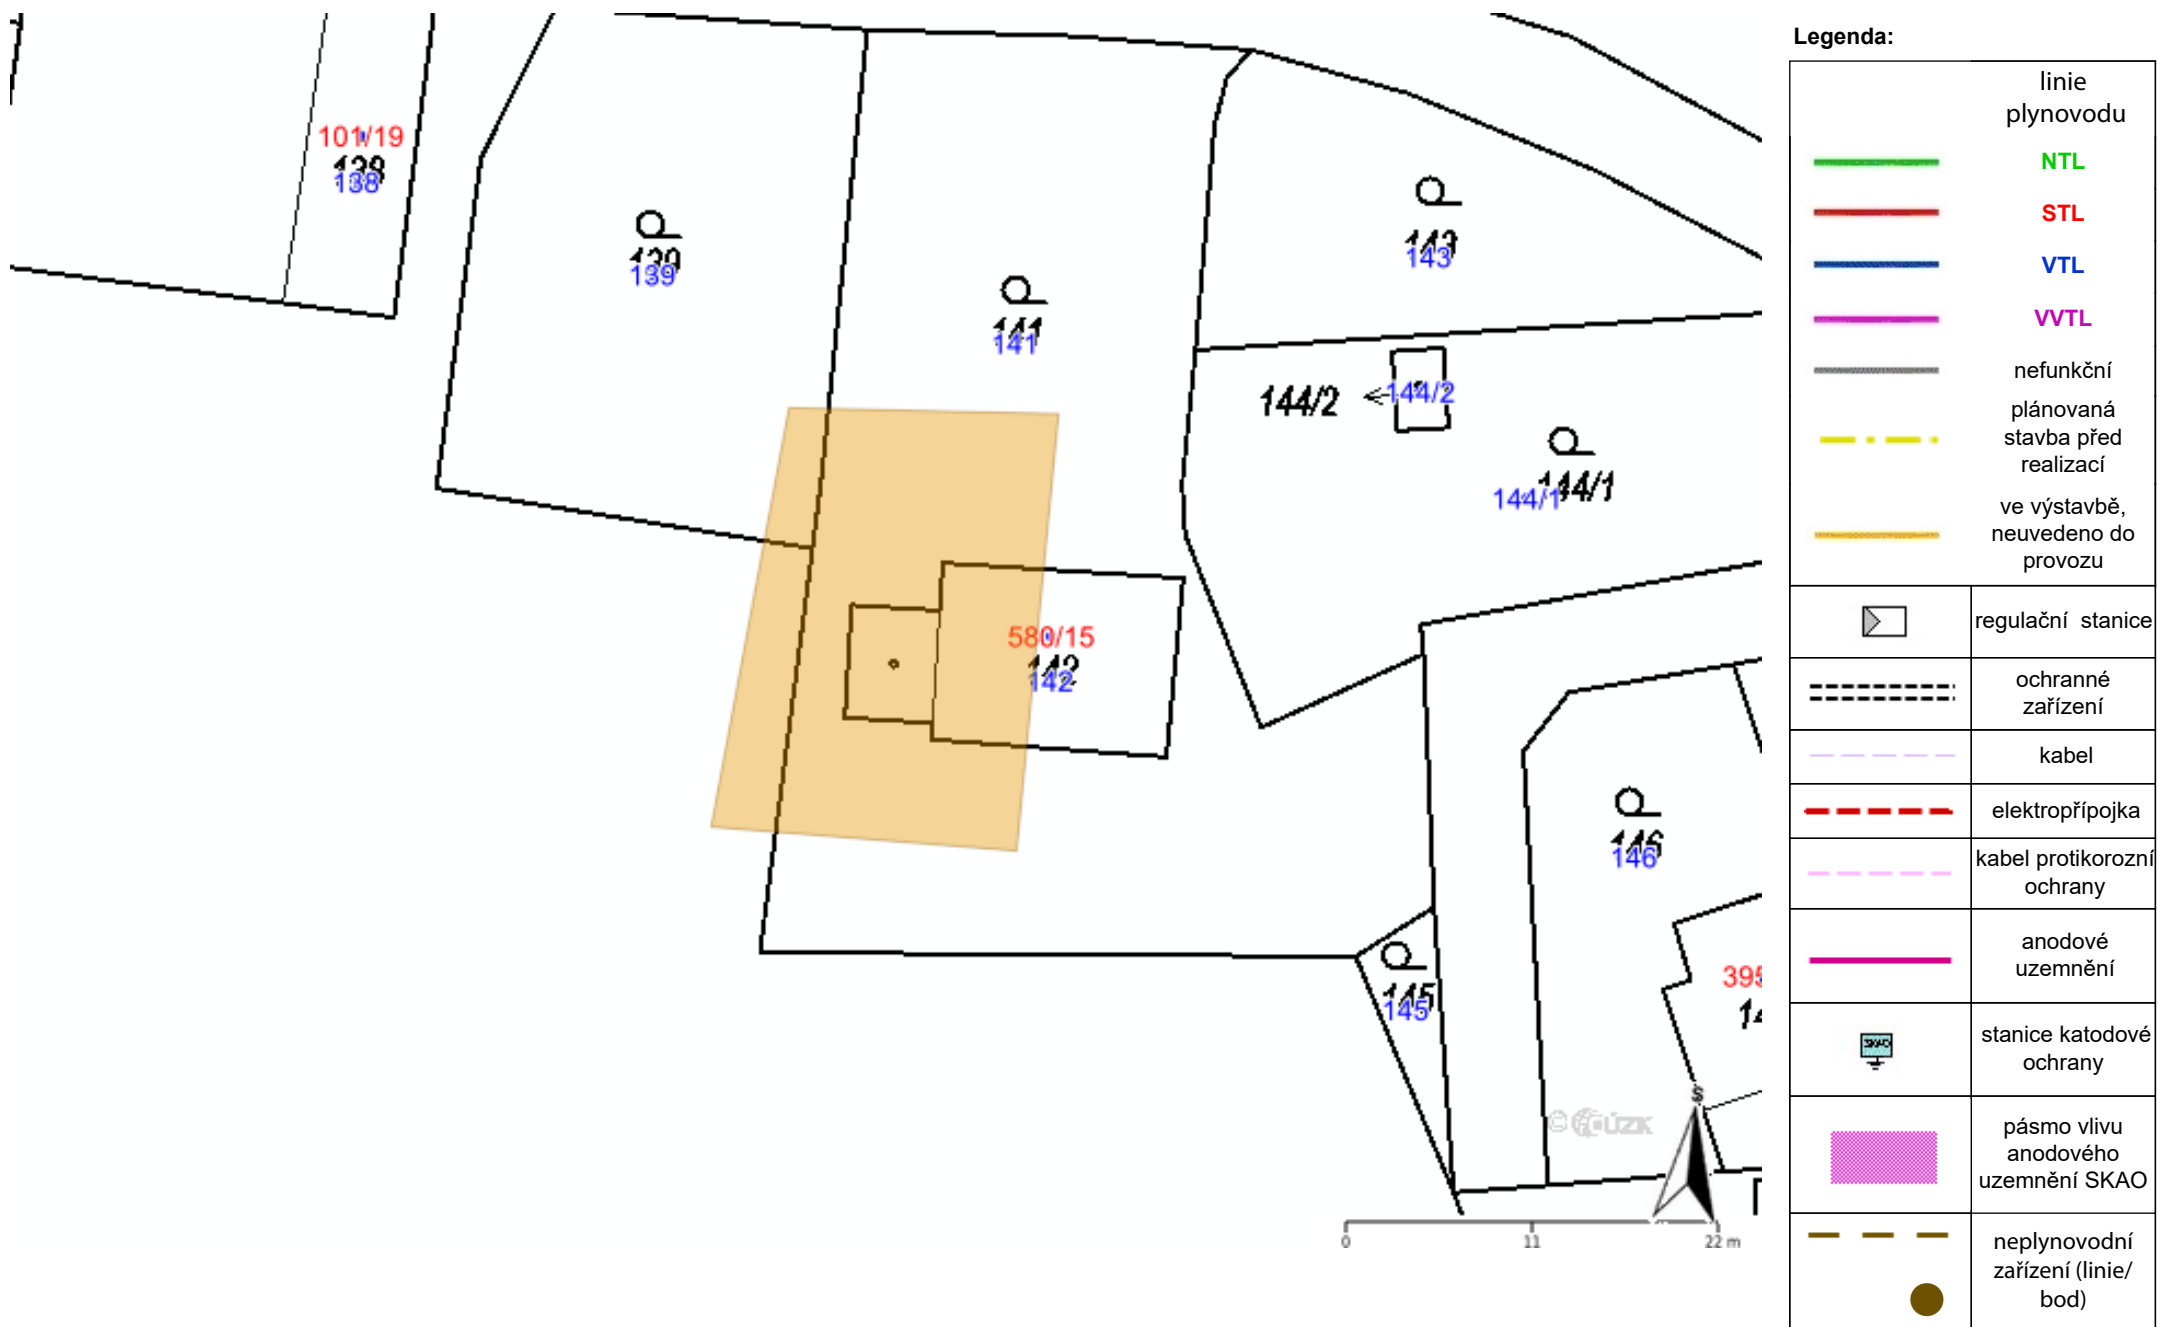 101/19
138
138
139
139
141
141
143
143
144/2
144/2
144/1
144/1
580/15
142
142
146
146
145
145
395
S
© ČÚZK
0 11 22 m
Legenda:
linie
plynovodu
NTL
STL
VTL
VVTL
nefunkční
plánovaná
stavba před
realizací
ve výstavbě,
neuvedeno do
provozu
regulační stanice
ochranné
zařízení
kabel
elektropřípojka
kabel protikorozní
ochrany
anodové
uzemnění
SKAO
stanice katodové
ochrany
pásmo vlivu
anodového
uzemnění SKAO
neplynovodní
zařízení (linie/
bod)